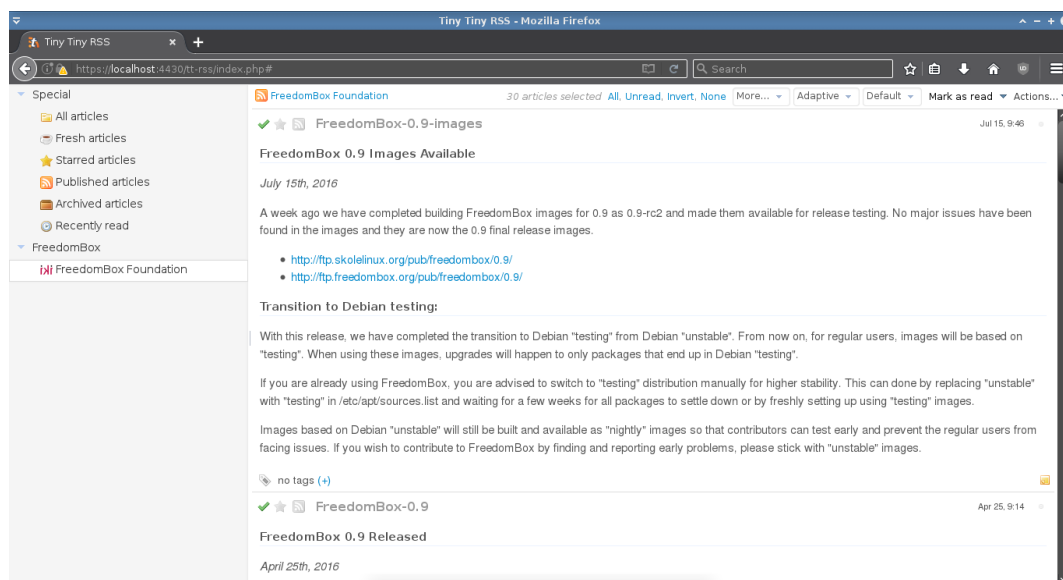 Tiny Tiny RSS - Mozilla Firefox
Tiny Tiny RSS
https://localhost:4430/tt-rss/index.php#
Search
Special
All articles
Fresh articles
Starred articles
Published articles
Archived articles
Recently read
FreedomBox
FreedomBox Foundation
FreedomBox Foundation 30 articles selected All, Unread, Invert, None More... Adaptive Default Mark as read Actions...
FreedomBox-0.9-images Jul 15, 9:46
FreedomBox 0.9 Images Available
July 15th, 2016
A week ago we have completed building FreedomBox images for 0.9 as 0.9-rc2 and made them available for release testing. No major issues have been
found in the images and they are now the 0.9 final release images.
http://ftp.skolelinux.org/pub/freedombox/0.9/
http://ftp.freedombox.org/pub/freedombox/0.9/
Transition to Debian testing:
With this release, we have completed the transition to Debian "testing" from Debian "unstable". From now on, for regular users, images will be based on
"testing". When using these images, upgrades will happen to only packages that end up in Debian "testing".
If you are already using FreedomBox, you are advised to switch to "testing" distribution manually for higher stability. This can done by replacing "unstable"
with "testing" in /etc/apt/sources.list and waiting for a few weeks for all packages to settle down or by freshly setting up using "testing" images.
Images based on Debian "unstable" will still be built and available as "nightly" images so that contributors can test early and prevent the regular users from
facing issues. If you wish to contribute to FreedomBox by finding and reporting early problems, please stick with "unstable" images.
no tags (+)
FreedomBox-0.9 Apr 25, 9:14
FreedomBox 0.9 Released
April 25th, 2016